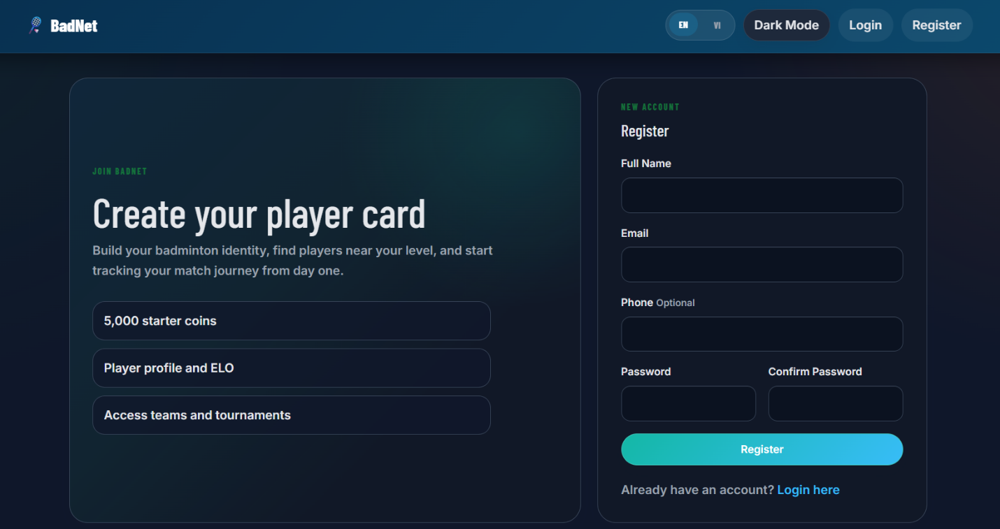 BadNet
EN VI Dark Mode Login Register
JOIN BADNET
Create your player card
Build your badminton identity, find players near your level, and start
tracking your match journey from day one.
5,000 starter coins
Player profile and ELO
Access teams and tournaments
NEW ACCOUNT
Register
Full Name
Email
Phone Optional
Password Confirm Password
Register
Already have an account? Login here